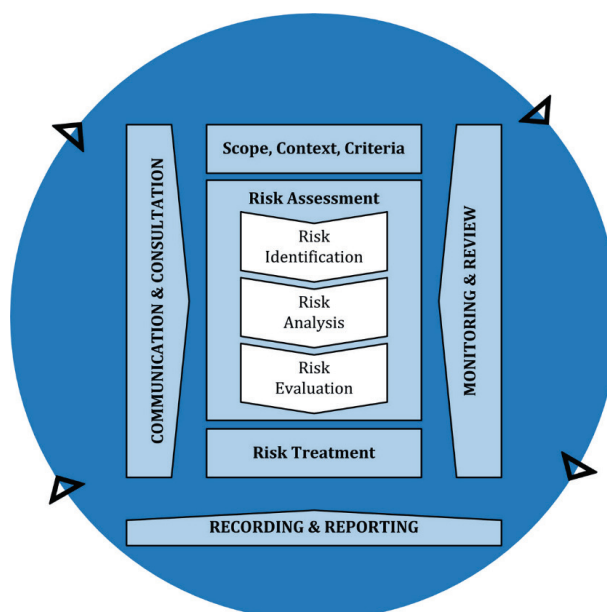 Scope, Context, Criteria
COMMUNICATION & CONSULTATION
Risk Assessment
Risk
Identification
Risk
Analysis
Risk
Evaluation
MONITORING & REVIEW
Risk Treatment
RECORDING & REPORTING